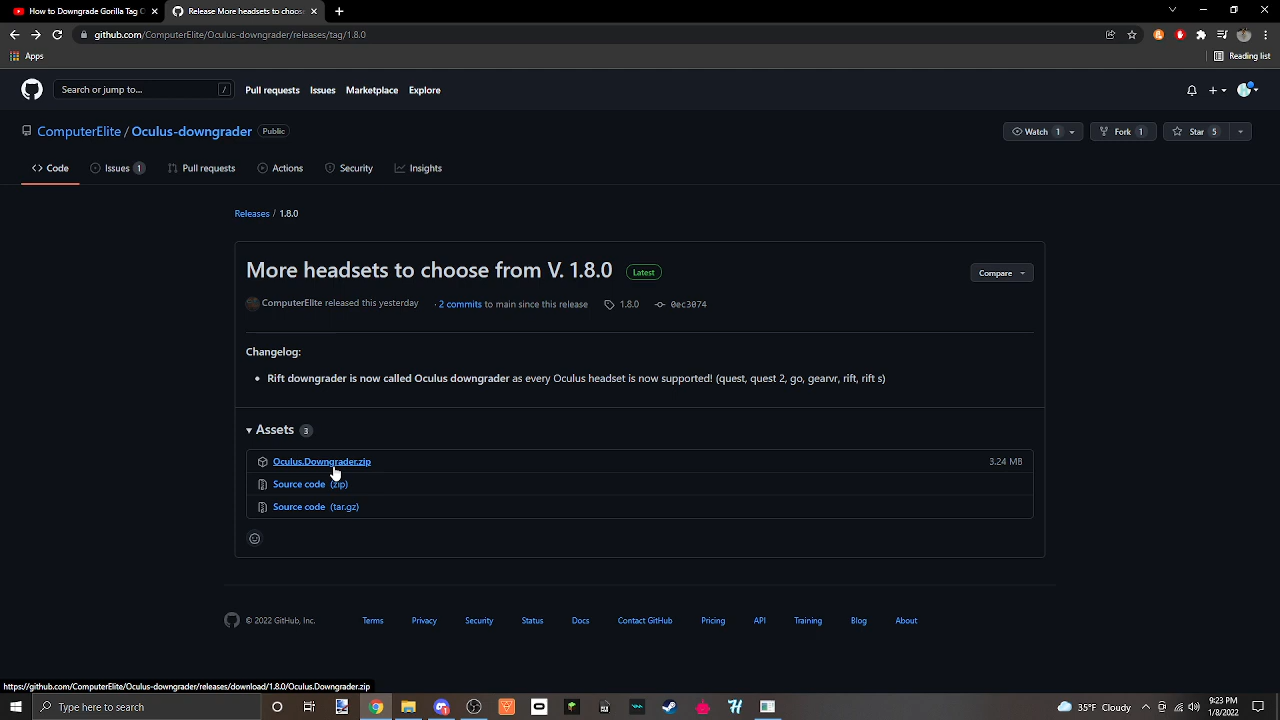 How to Downgrade Gorilla Tag
Release More headsets to choos
github.com/ComputerElite/Oculus-downgrader/releases/tag/1.8.0
Apps
Reading list
Search or jump to...
/
Pull requests
Issues
Marketplace
Explore
ComputerElite / Oculus-downgrader Public
Watch 1
Fork 1
Star 5
Code
Issues 1
Pull requests
Actions
Security
Insights
Releases / 1.8.0
More headsets to choose from V. 1.8.0 Latest
Compare
ComputerElite released this yesterday · 2 commits to main since this release 1.8.0 0ec3074
Changelog:
• Rift downgrader is now called Oculus downgrader as every Oculus headset is now supported! (quest, quest 2, go, gearvr, rift, rift s)
Assets 3
Oculus.Downgrader.zip 3.24 MB
Source code (zip)
Source code (tar.gz)
© 2022 GitHub, Inc.
Terms
Privacy
Security
Status
Docs
Contact GitHub
Pricing
API
Training
Blog
About
https://github.com/ComputerElite/Oculus-downgrader/releases/download/1.8.0/Oculus.Downgrader.zip
Type here to search
33°F Cloudy
9:23 PM
1/6/2022